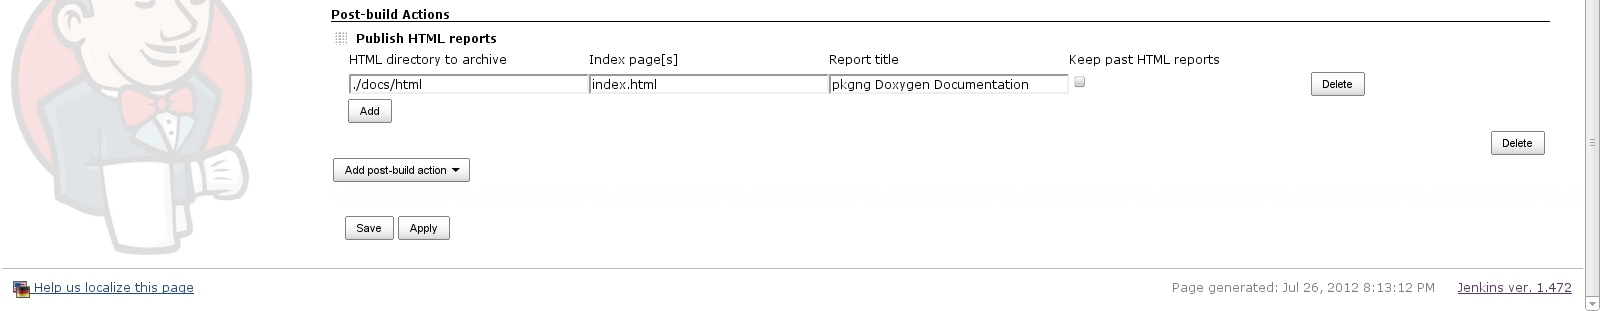 Post-build Actions
Publish HTML reports
HTML directory to archive Index page[s] Report title Keep past HTML reports
./docs/html index.html pkgng Doxygen Documentation Delete
Add
Delete
Add post-build action
Save Apply
Help us localize this page Page generated: Jul 26, 2012 8:13:12 PM Jenkins ver. 1.472